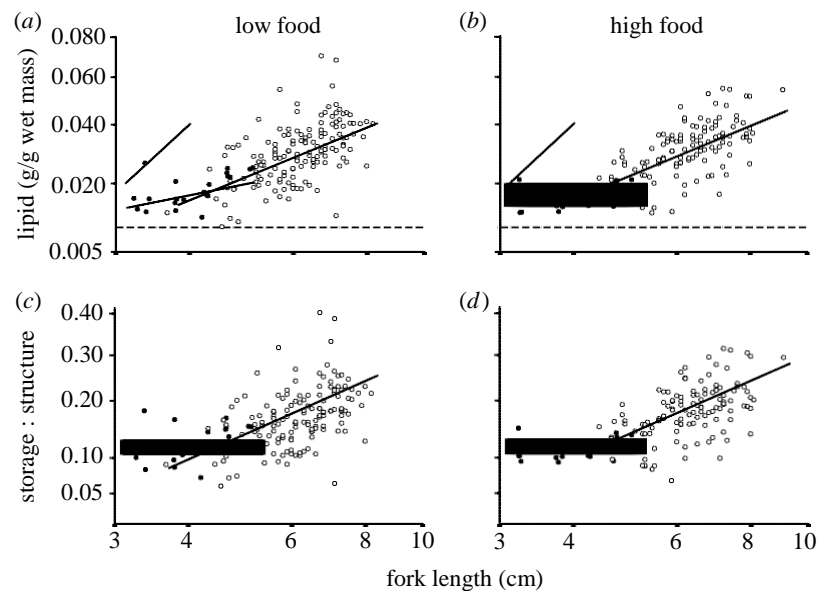 (a) low food
(b) high food
lipid (g/g wet mass)
0.080
0.060
0.040
0.020
0.005
(c)
(d)
storage : structure
0.40
0.30
0.20
0.10
0.05
3 4 6 8 10
3 4 6 8 10
fork length (cm)